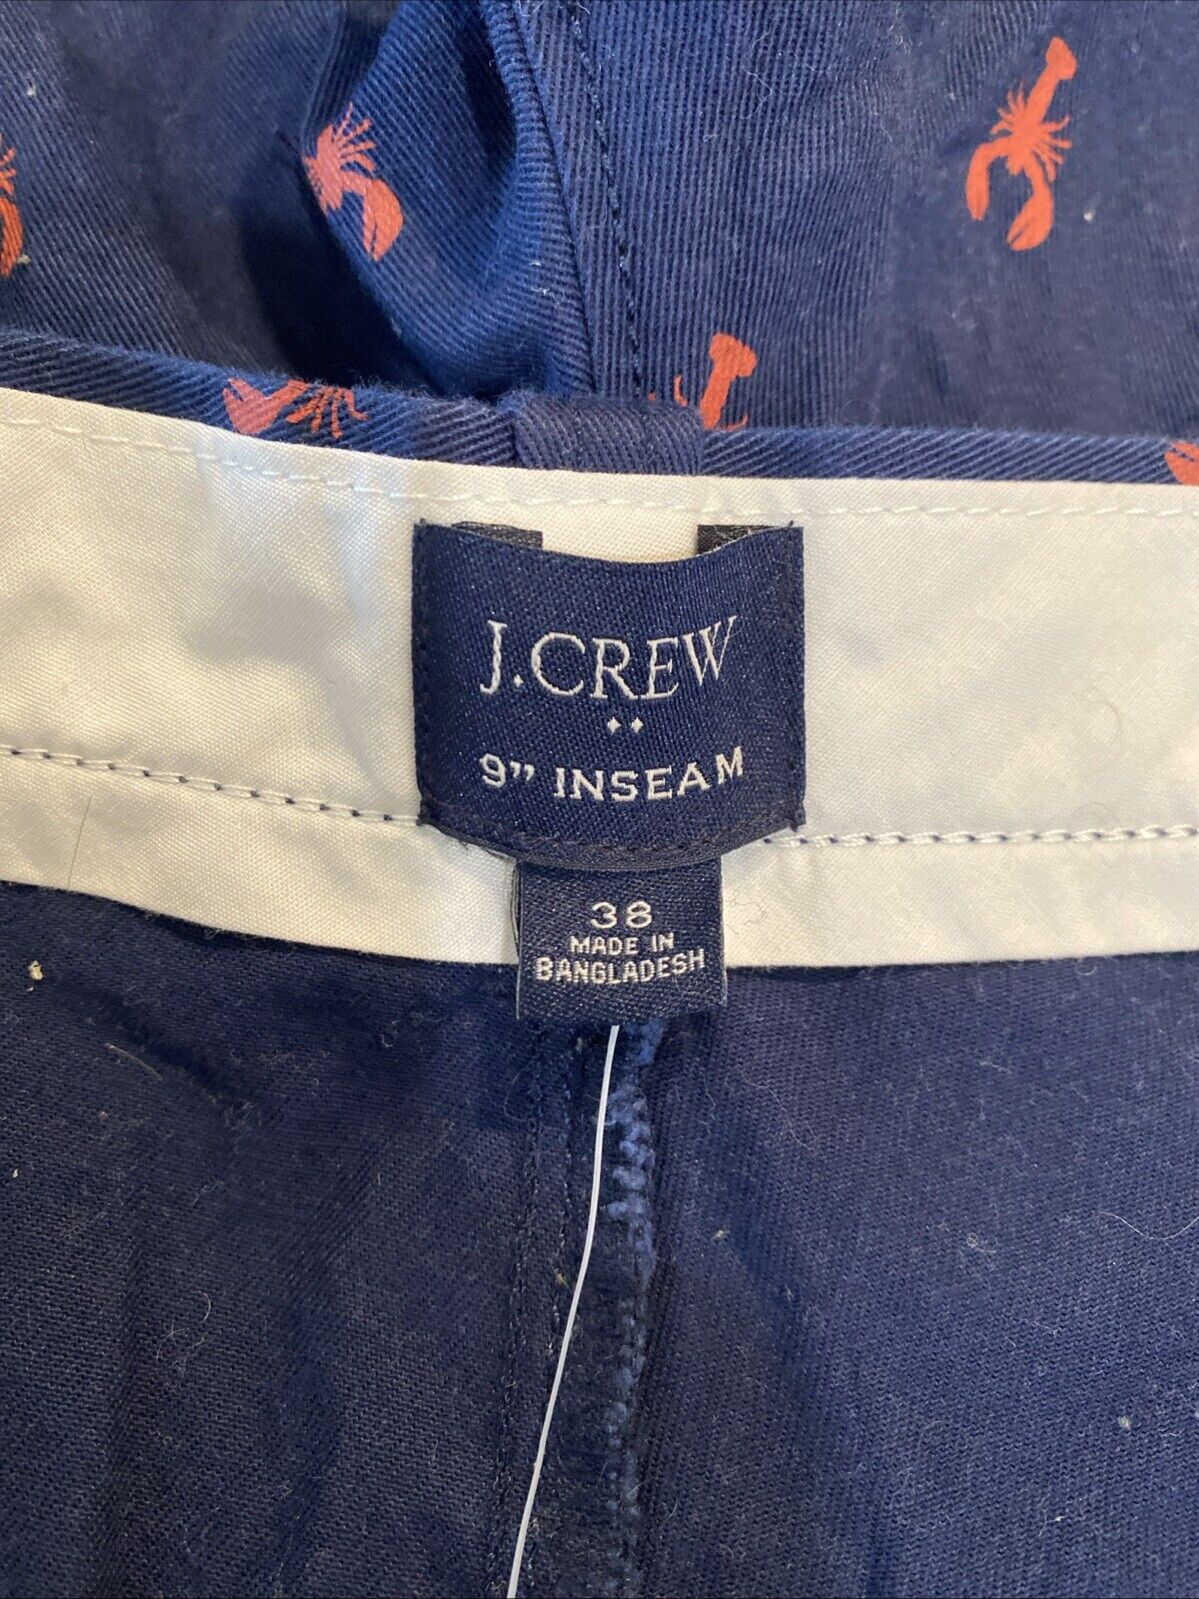 J.CREW
9” INSEAM
38
MADE IN
BANGLADESH